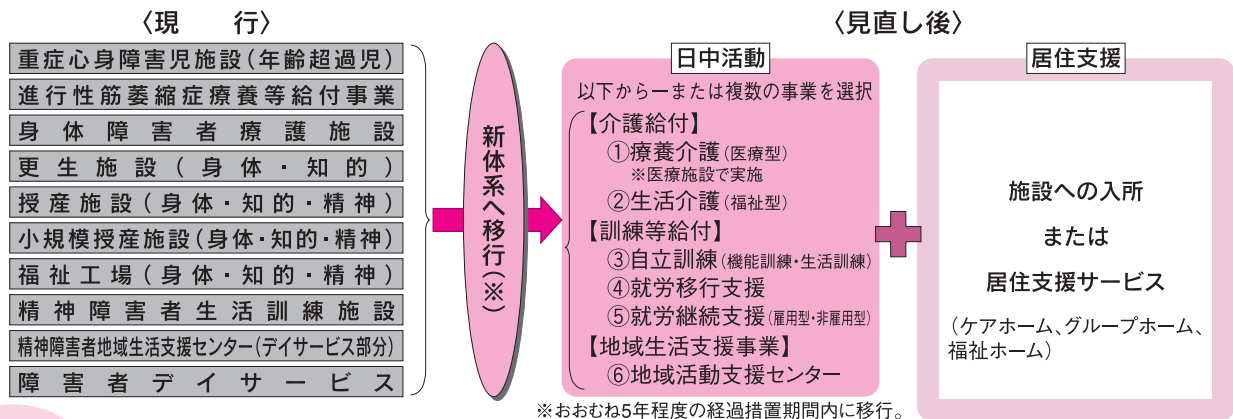 〈現　行〉
重症心身障害児施設(年齢超過児)
進行性筋萎縮症療養等給付事業
身体障害者療護施設
更生施設(身体・知的)
授産施設(身体・知的・精神)
小規模授産施設(身体・知的・精神)
福祉工場(身体・知的・精神)
精神障害者生活訓練施設
精神障害者地域生活支援センター(デイサービス部分)
障害者デイサービス
新体系へ移行(※)
〈見直し後〉
日中活動
以下から一または複数の事業を選択
【介護給付】
①療養介護(医療型)
※医療施設で実施
②生活介護(福祉型)
【訓練等給付】
③自立訓練(機能訓練・生活訓練)
④就労移行支援
⑤就労継続支援(雇用型・非雇用型)
【地域生活支援事業】
⑥地域活動支援センター
※おおむね5年程度の経過措置期間内に移行。
居住支援
施設への入所
または
居住支援サービス
(ケアホーム、グループホーム、
福祉ホーム)